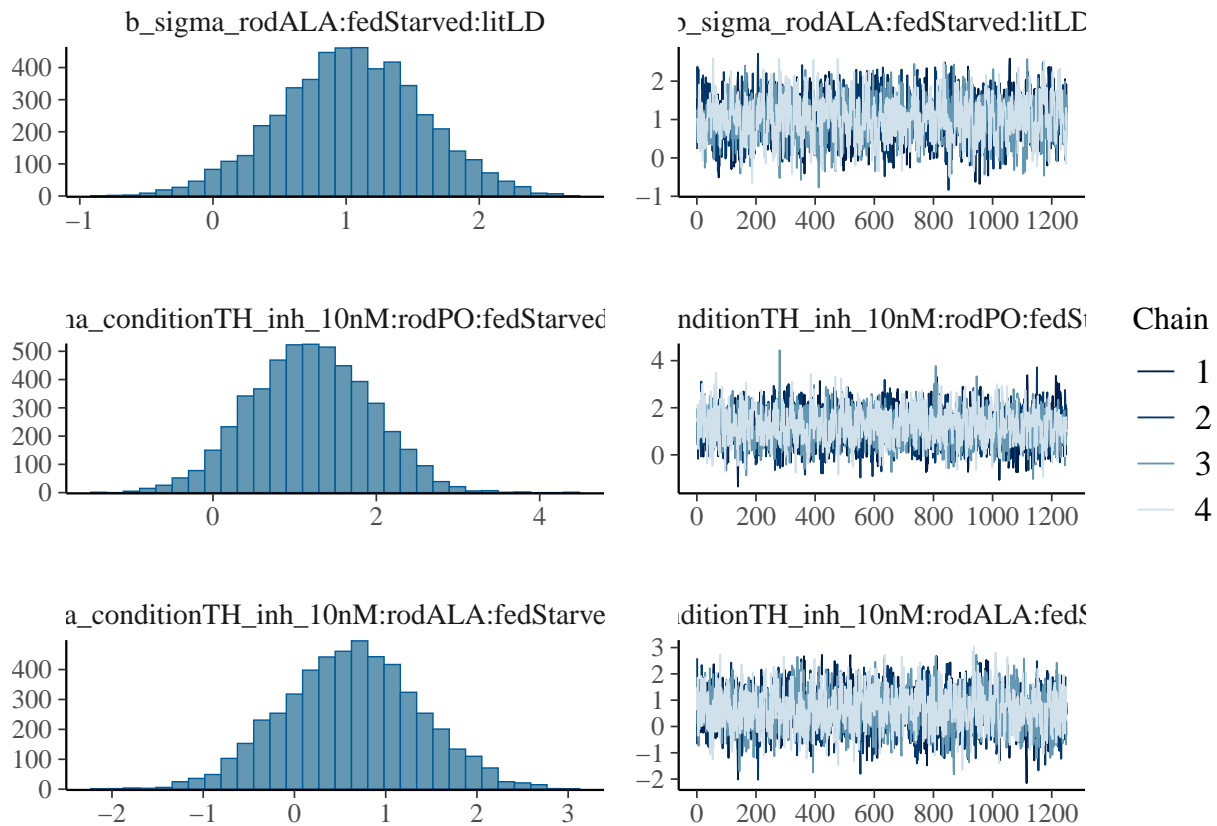 b_sigma_rodALA:fedStarved:litLD
b_sigma_rodALA:fedStarved:litLD
400
300
200
100
0
−1 0 1 2
2
1
0
−1
0 200 400 600 800 1000 1200
na_conditionTH_inh_10nM:rodPO:fedStarved
nditionTH_inh_10nM:rodPO:fedSt
500
400
300
200
100
0
0 2 4
4
2
0
0 200 400 600 800 1000 1200
a_conditionTH_inh_10nM:rodALA:fedStarve
ditionTH_inh_10nM:rodALA:fedS
400
300
200
100
0
−2 −1 0 1 2 3
3
2
1
0
−1
−2
0 200 400 600 800 1000 1200
Chain
1
2
3
4